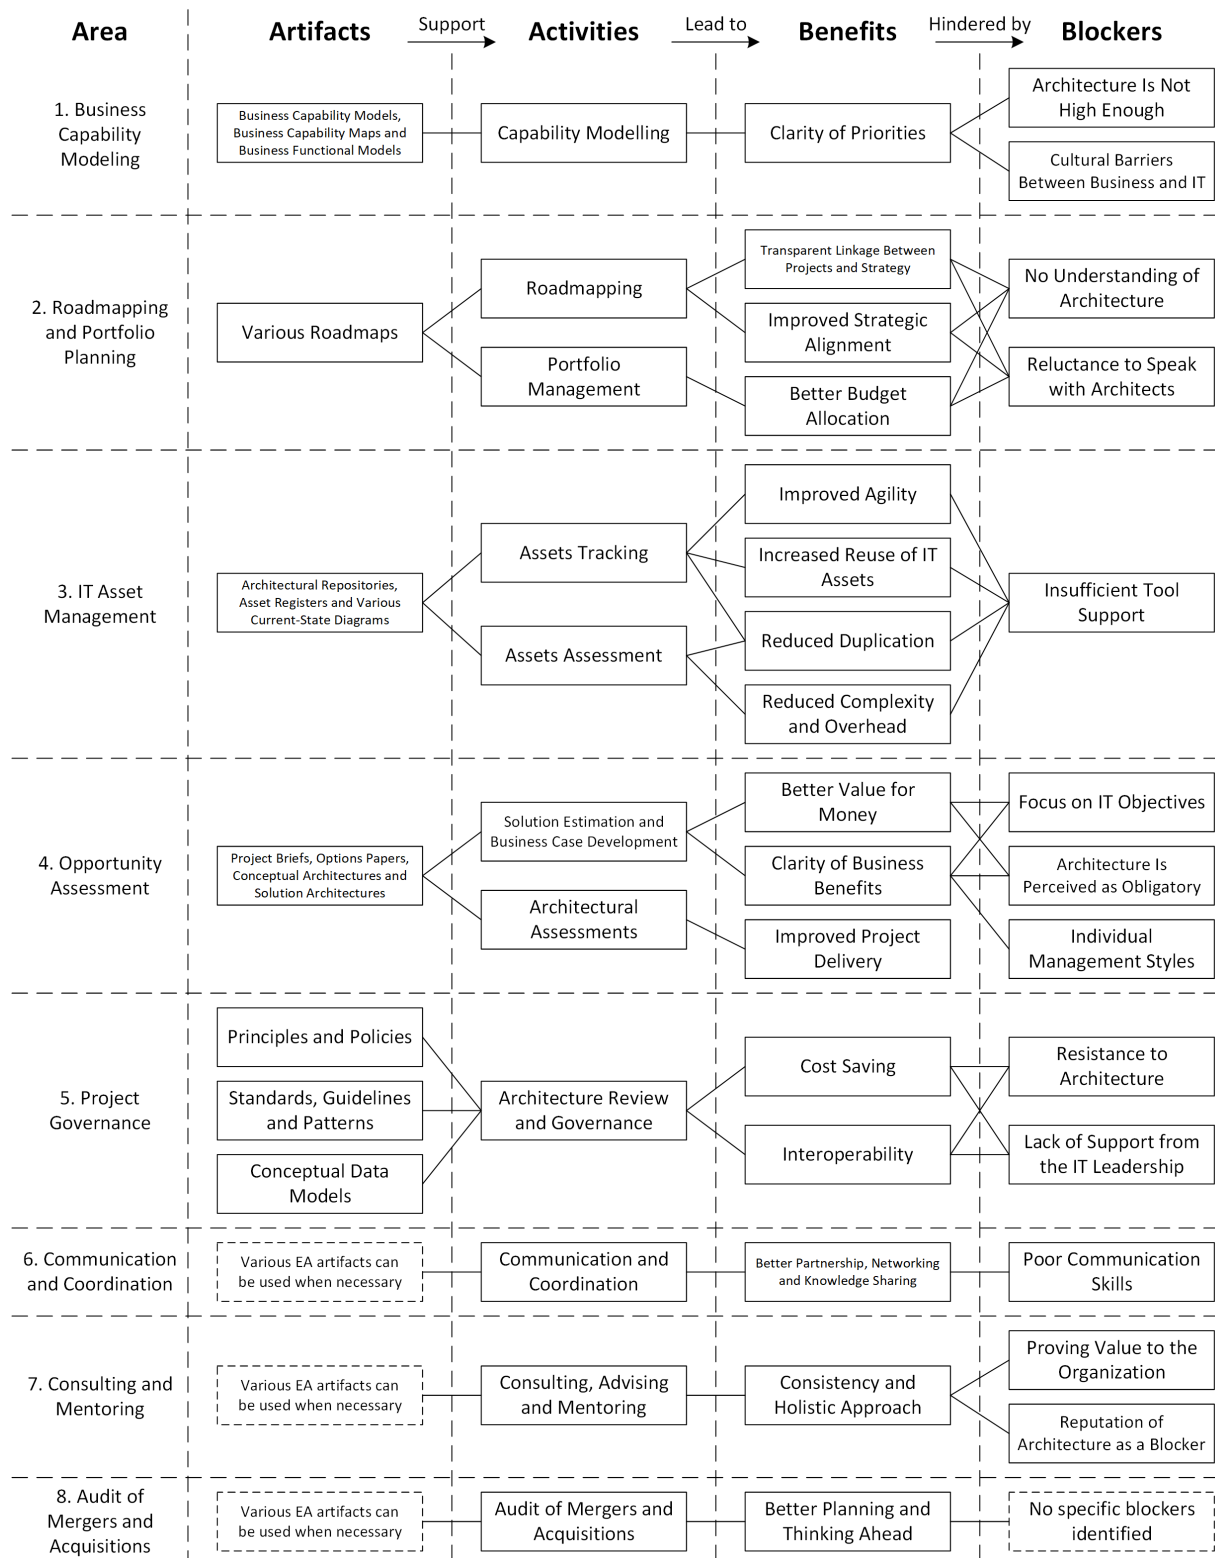 Area
Artifacts
Support
Activities
Lead to
Benefits
Hindered by
Blockers
1. Business
Capability
Modeling
Business Capability Models,
Business Capability Maps and
Business Functional Models
Capability Modelling
Clarity of Priorities
Architecture Is Not
High Enough
Cultural Barriers
Between Business and IT
2. Roadmapping
and Portfolio
Planning
Various Roadmaps
Roadmapping
Portfolio
Management
Transparent Linkage Between
Projects and Strategy
Improved Strategic
Alignment
Better Budget
Allocation
No Understanding of
Architecture
Reluctance to Speak
with Architects
3. IT Asset
Management
Architectural Repositories,
Asset Registers and Various
Current-State Diagrams
Assets Tracking
Assets Assessment
Improved Agility
Increased Reuse of IT
Assets
Reduced Duplication
Reduced Complexity
and Overhead
Insufficient Tool
Support
4. Opportunity
Assessment
Project Briefs, Options Papers,
Conceptual Architectures and
Solution Architectures
Solution Estimation and
Business Case Development
Architectural
Assessments
Better Value for
Money
Clarity of Business
Benefits
Improved Project
Delivery
Focus on IT Objectives
Architecture Is
Perceived as Obligatory
Individual
Management Styles
5. Project
Governance
Principles and Policies
Standards, Guidelines
and Patterns
Conceptual Data
Models
Architecture Review
and Governance
Cost Saving
Interoperability
Resistance to
Architecture
Lack of Support from
the IT Leadership
6. Communication
and Coordination
Various EA artifacts can
be used when necessary
Communication and
Coordination
Better Partnership, Networking
and Knowledge Sharing
Poor Communication
Skills
7. Consulting and
Mentoring
Various EA artifacts can
be used when necessary
Consulting, Advising
and Mentoring
Consistency and
Holistic Approach
Proving Value to the
Organization
Reputation of
Architecture as a Blocker
8. Audit of
Mergers and
Acquisitions
Various EA artifacts can
be used when necessary
Audit of Mergers and
Acquisitions
Better Planning and
Thinking Ahead
No specific blockers
identified